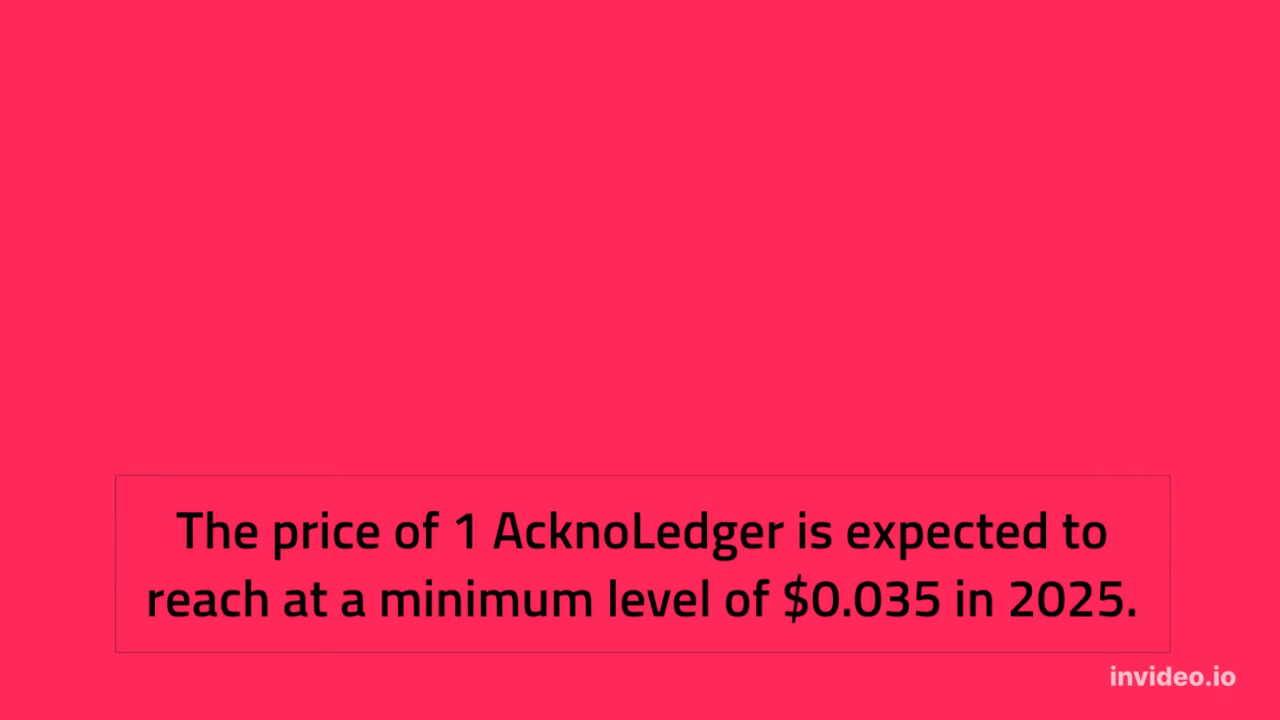 The price of 1 AcknoLedger is expected to
reach at a minimum level of $0.035 in 2025.
invideo.io